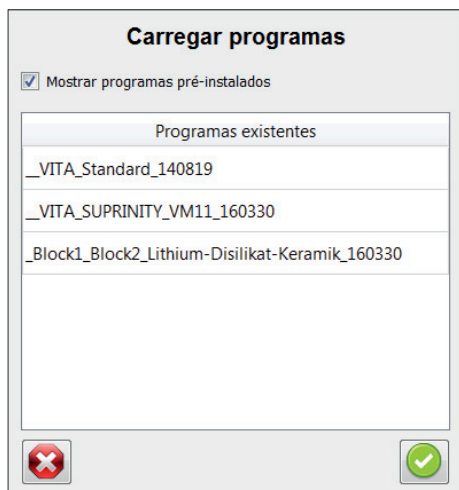 Carregar programas
Mostrar programas pré-instalados
Programas existentes
__VITA_Standard_140819
__VITA_SUPRINITY_VM11_160330
_Block1_Block2_Lithium-Disilikat-Keramik_160330